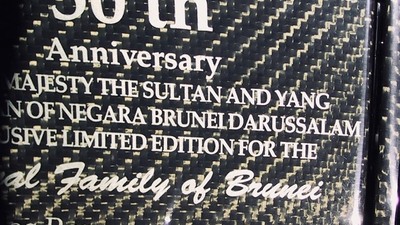 th
Anniversary
MAJESTY THE SULTAN AND YANG
N OF NEGARA BRUNEI DARUSSALAM
USIVE LIMITED EDITION FOR THE
al Family of Brunei